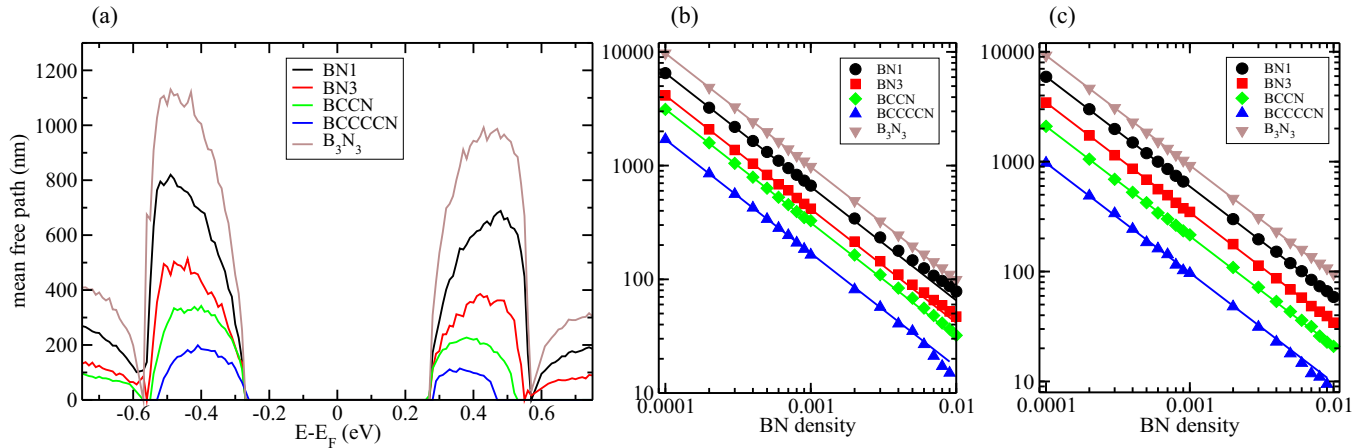 (a)
(b)
(c)
mean free path (nm)
1200
1000
800
600
400
200
0
-0.6
-0.4
-0.2
0
0.2
0.4
0.6
E-E_F (eV)
BN1
BN3
BCCN
BCCCCN
B₃N₃
10000
1000
100
10
0.0001
0.001
0.01
BN density
BN1
BN3
BCCN
BCCCCN
B₃N₃
10000
1000
100
10
0.0001
0.001
0.01
BN density
BN1
BN3
BCCN
BCCCCN
B₃N₃